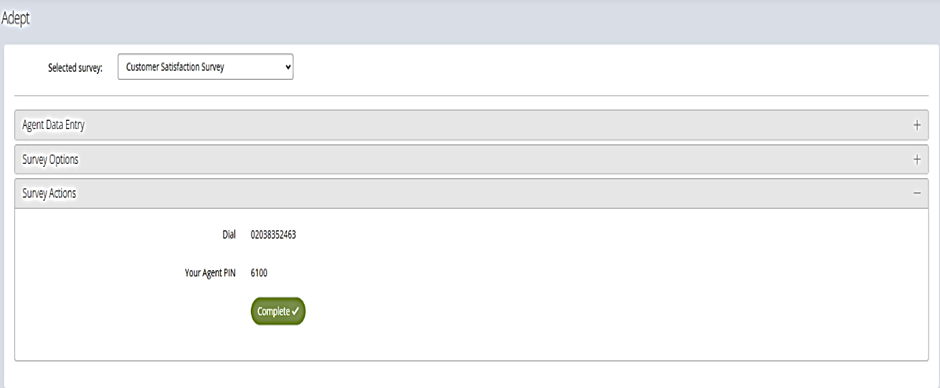 Adept
Selected survey: Customer Satisfaction Survey
Agent Data Entry
Survey Options
Survey Actions
Dial 02038352463
Your Agent PIN 6100
Complete ✓